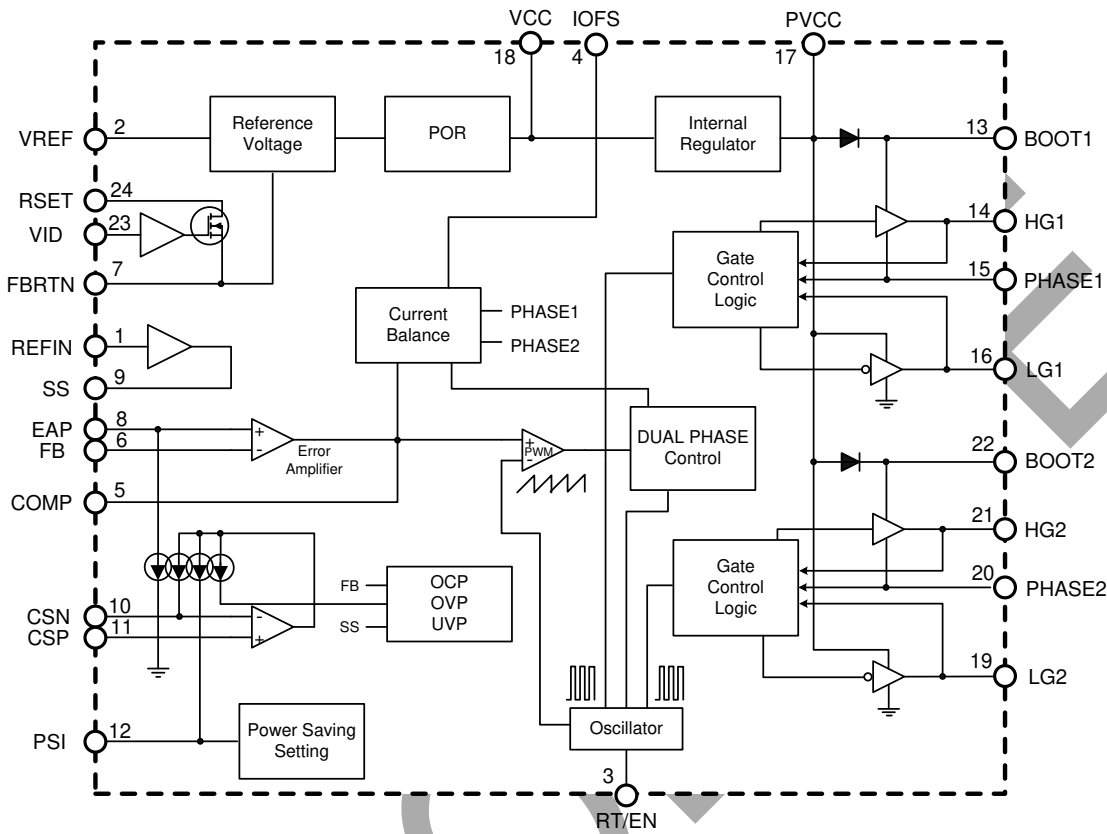 VCC
IOFS
PVCC
18
4
17
VREF
2
Reference
Voltage
POR
Internal
Regulator
13
BOOT1
RSET
24
VID
23
FBRTN
7
14
HG1
Gate
Control
Logic
15
PHASE1
Current
Balance
PHASE1
PHASE2
REFIN
1
SS
9
16
LG1
EAP
8
FB
6
+
-
Error
Amplifier
+
-
PWM
DUAL PHASE
Control
22
BOOT2
COMP
5
21
HG2
Gate
Control
Logic
20
PHASE2
FB
SS
OCP
OVP
UVP
CSN
10
CSP
11
-
+
19
LG2
PSI
12
Power Saving
Setting
Oscillator
3
RT/EN